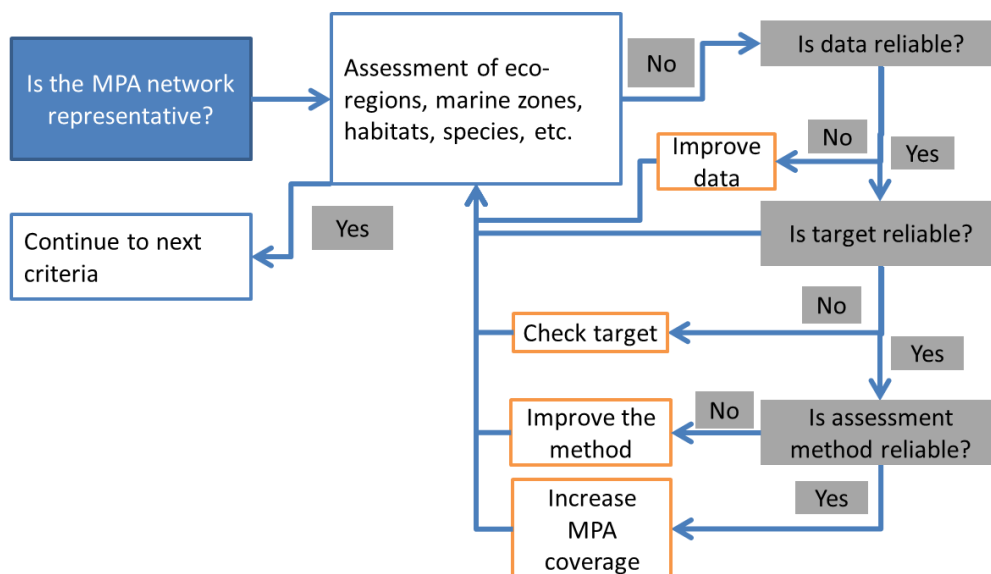 Is the MPA network
representative?
Assessment of eco-
regions, marine zones,
habitats, species, etc.
No
Is data reliable?
No
Yes
Improve
data
Continue to next
criteria
Yes
Is target reliable?
No
Check target
Yes
Improve the
method
No
Is assessment
method reliable?
Yes
Increase
MPA
coverage